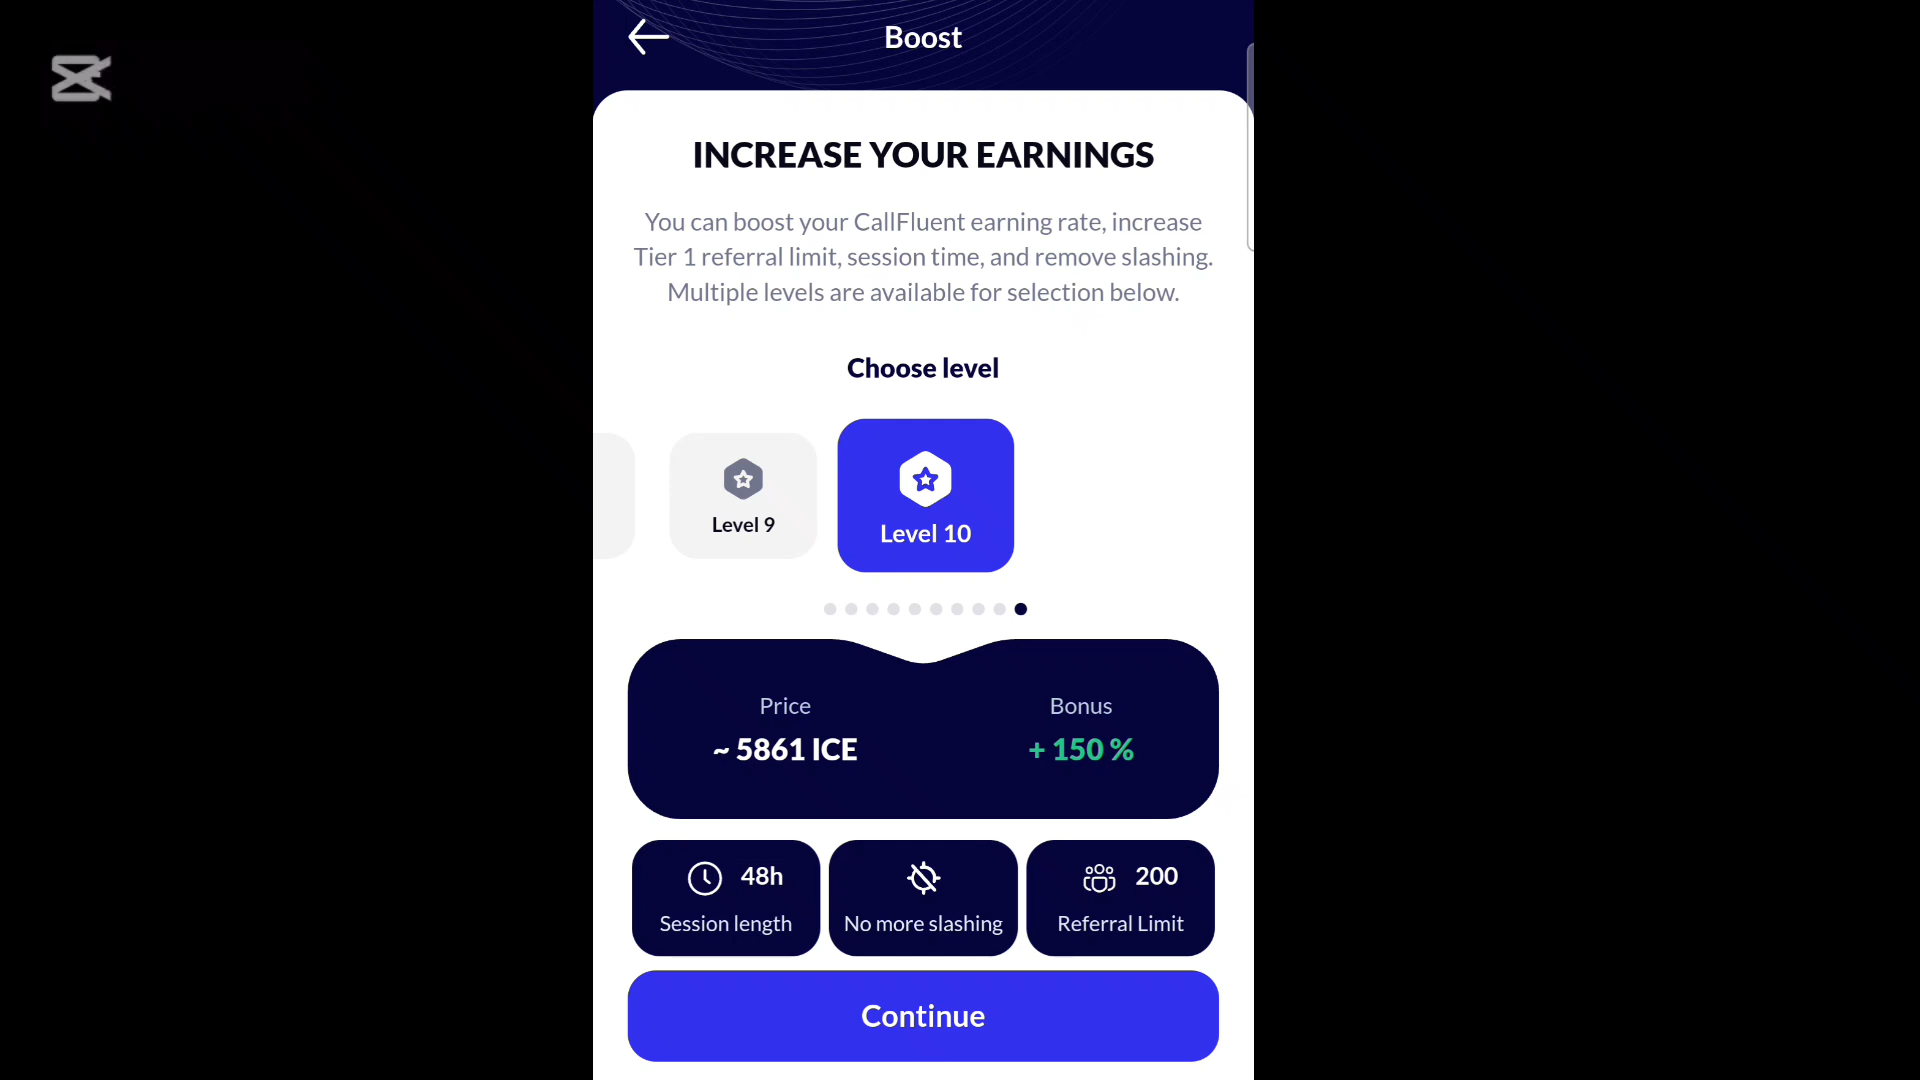 Boost
INCREASE YOUR EARNINGS
You can boost your CallFluent earning rate, increase
Tier 1 referral limit, session time, and remove slashing.
Multiple levels are available for selection below.
Choose level
Level 9
Level 10
Price
~ 5861 ICE
Bonus
+ 150 %
48h
Session length
No more slashing
200
Referral Limit
Continue